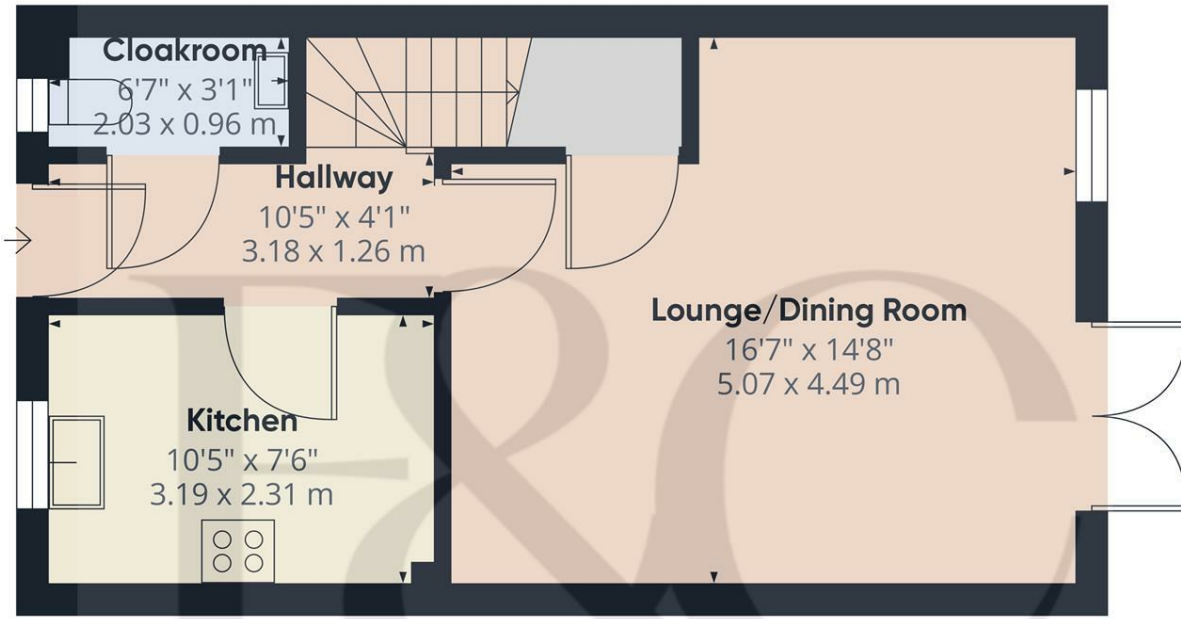 Cloakroom
6'7" x 3'1"
2.03 x 0.96 m
Hallway
10'5" x 4'1"
3.18 x 1.26 m
Lounge/Dining Room
16'7" x 14'8"
5.07 x 4.49 m
Kitchen
10'5" x 7'6"
3.19 x 2.31 m
F&C